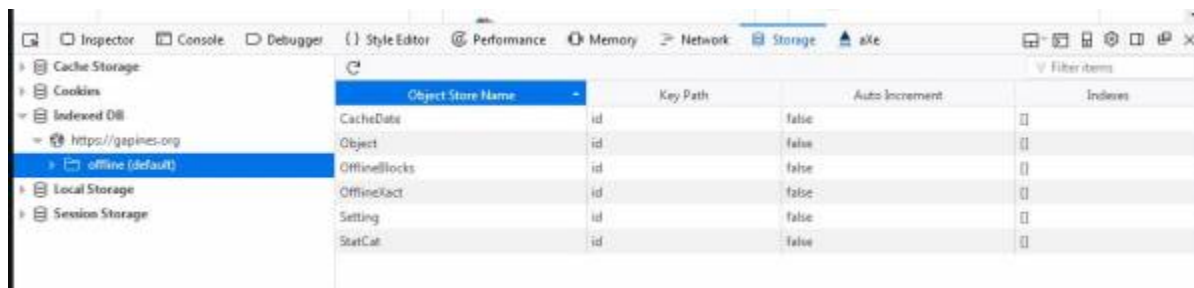 Inspector Console Debugger {} Style Editor Performance Memory Network Storage aXe
Cache Storage
Filter items
Cookies
Object Store Name Key Path Auto Increment Indexes
Indexed DB
CacheDate id false []
https://gapines.org
Object id false []
offline (default)
OfflineBlocks id false []
Local Storage
OfflineXact id false []
Session Storage
Setting id false []
StatCat id false []